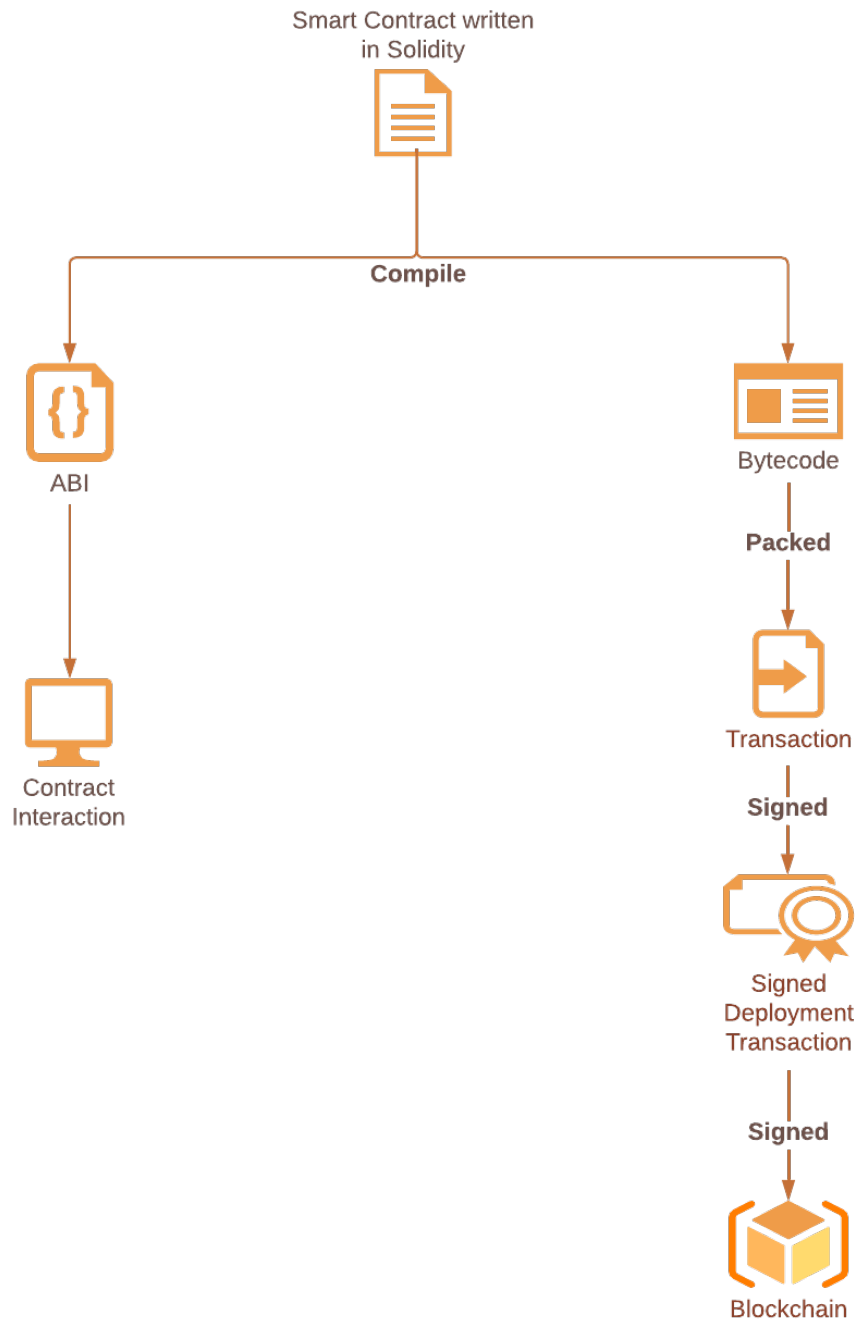 Smart Contract written
in Solidity
Compile
{}
ABI
Contract
Interaction
Bytecode
Packed
Transaction
Signed
Signed
Deployment
Transaction
Signed
Blockchain